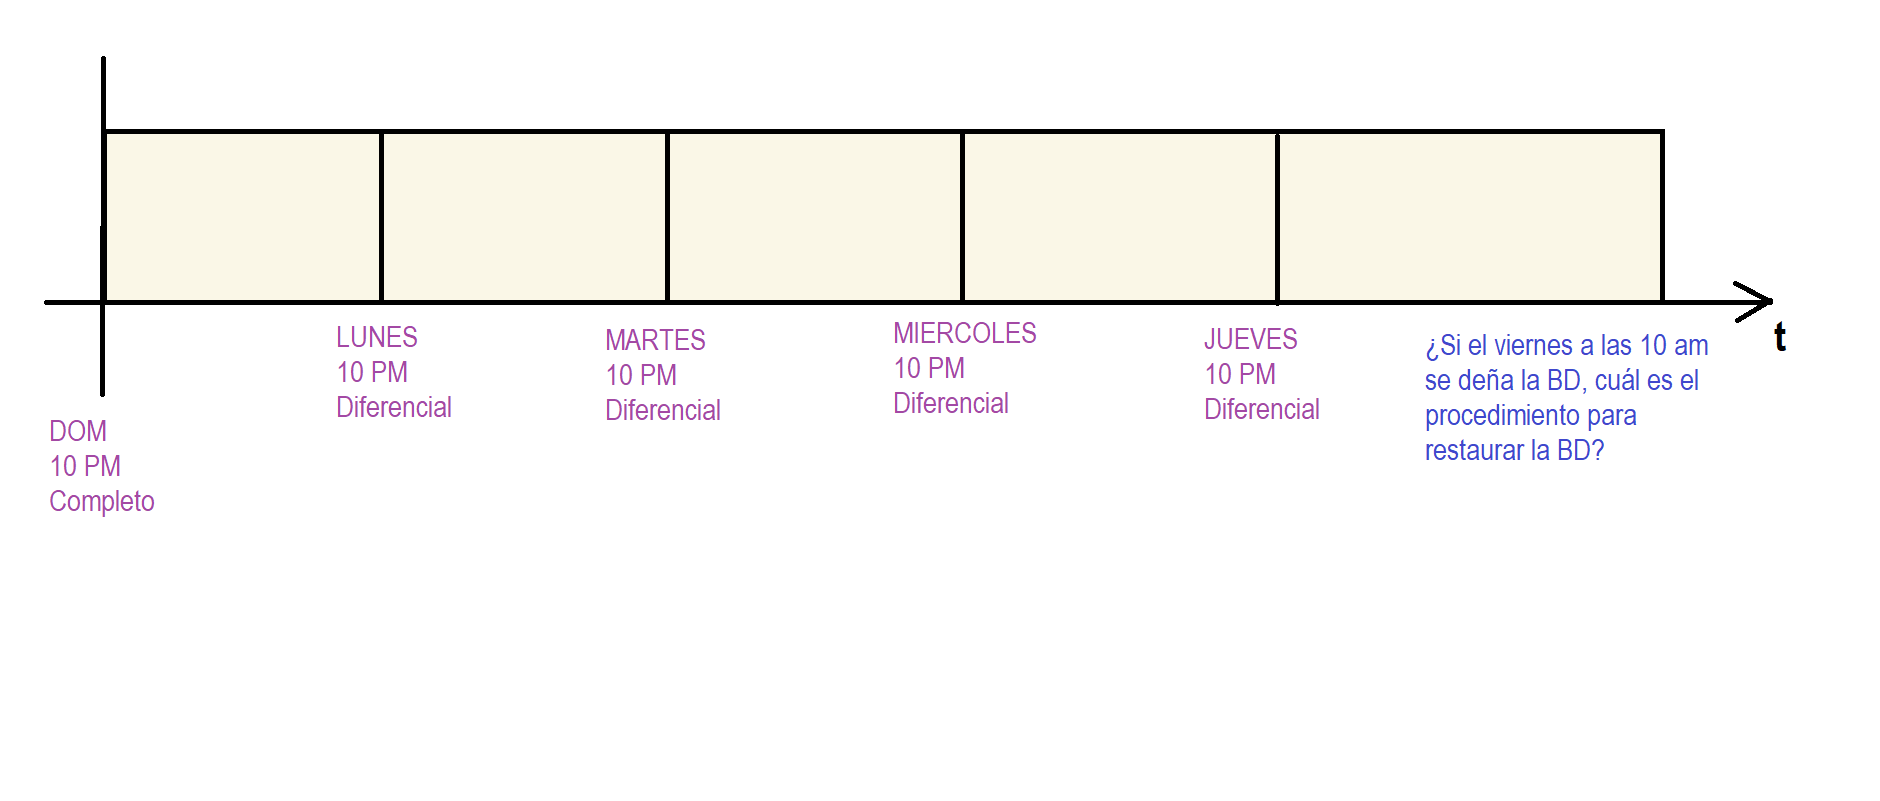 DOM
10 PM
Completo
LUNES
10 PM
Diferencial
MARTES
10 PM
Diferencial
MIERCOLES
10 PM
Diferencial
JUEVES
10 PM
Diferencial
¿Si el viernes a las 10 am
se deña la BD, cuál es el
procedimiento para
restaurar la BD?
t